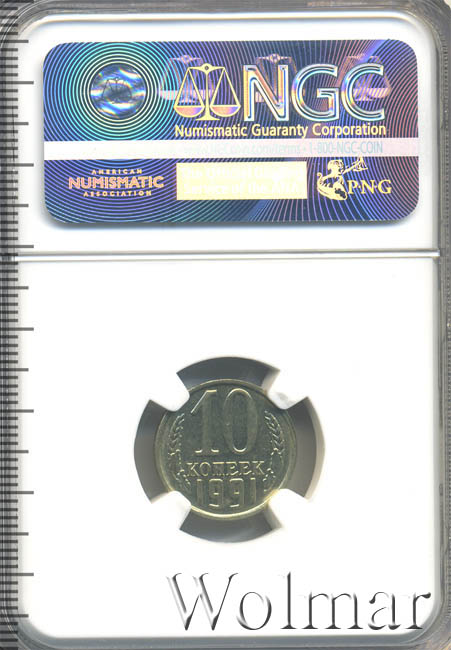 NGC
Numismatic Guaranty Corporation
1-800-NGC-COIN
AMERICAN
NUMISMATIC
ASSOCIATION
PNG
10
КОПЕЕК
1991
Wolmar